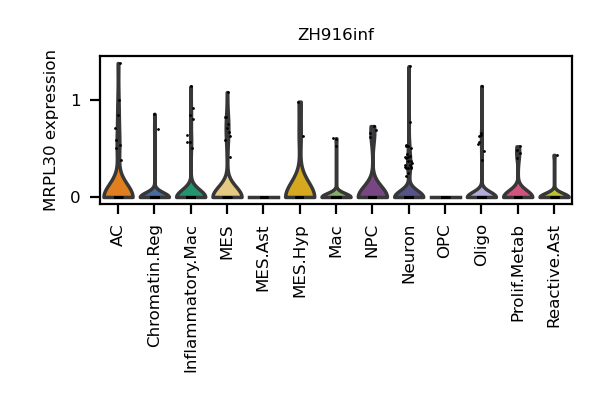 ZH916inf
MRPL30 expression
1
0
AC
Chromatin.Reg
Inflammatory.Mac
MES
MES.Ast
MES.Hyp
Mac
NPC
Neuron
OPC
Oligo
Prolif.Metab
Reactive.Ast